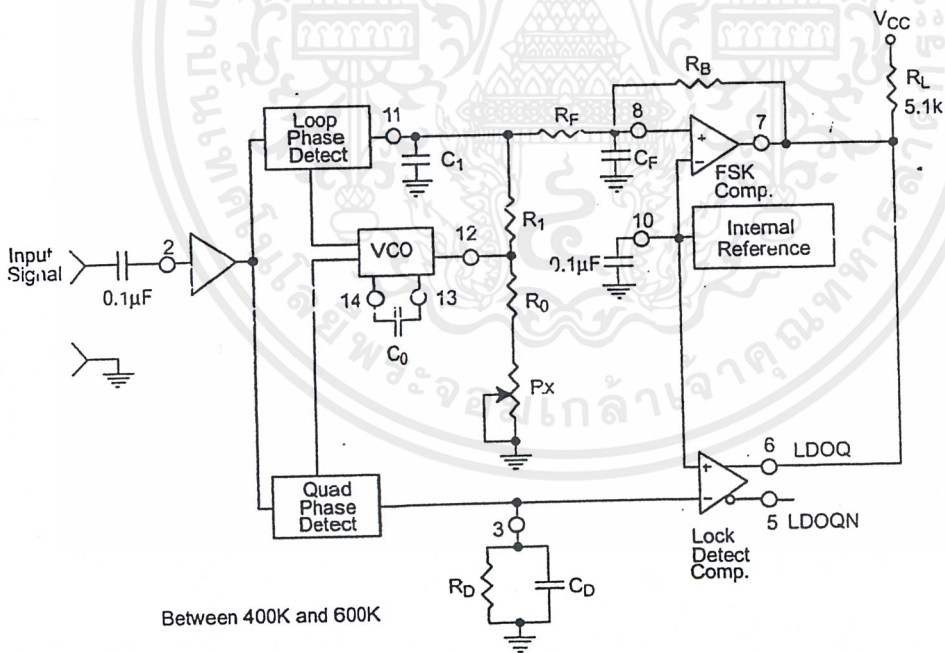 VCC
RB
RL
5.1k
Loop
Phase
Detect
11
RF
8
7
C1
CF
FSK
Comp.
R1
10
Internal
Reference
0.1µF
Input
Signal
2
0.1µF
VCO
12
14
13
C0
R0
Px
6
LDOQ
5
LDOQN
Lock
Detect
Comp.
Quad
Phase
Detect
3
RD
CD
Between 400K and 600K